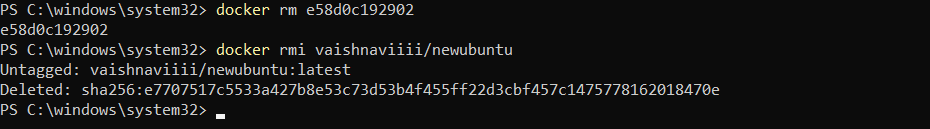 PS C:\windows\system32> docker rm e58d0c192902
e58d0c192902
PS C:\windows\system32> docker rmi vaishnaviiii/newubuntu
Untagged: vaishnaviiii/newubuntu:latest
Deleted: sha256:e7707517c5533a427b8e53c73d53b4f455ff22d3cbf457c1475778162018470e
PS C:\windows\system32>